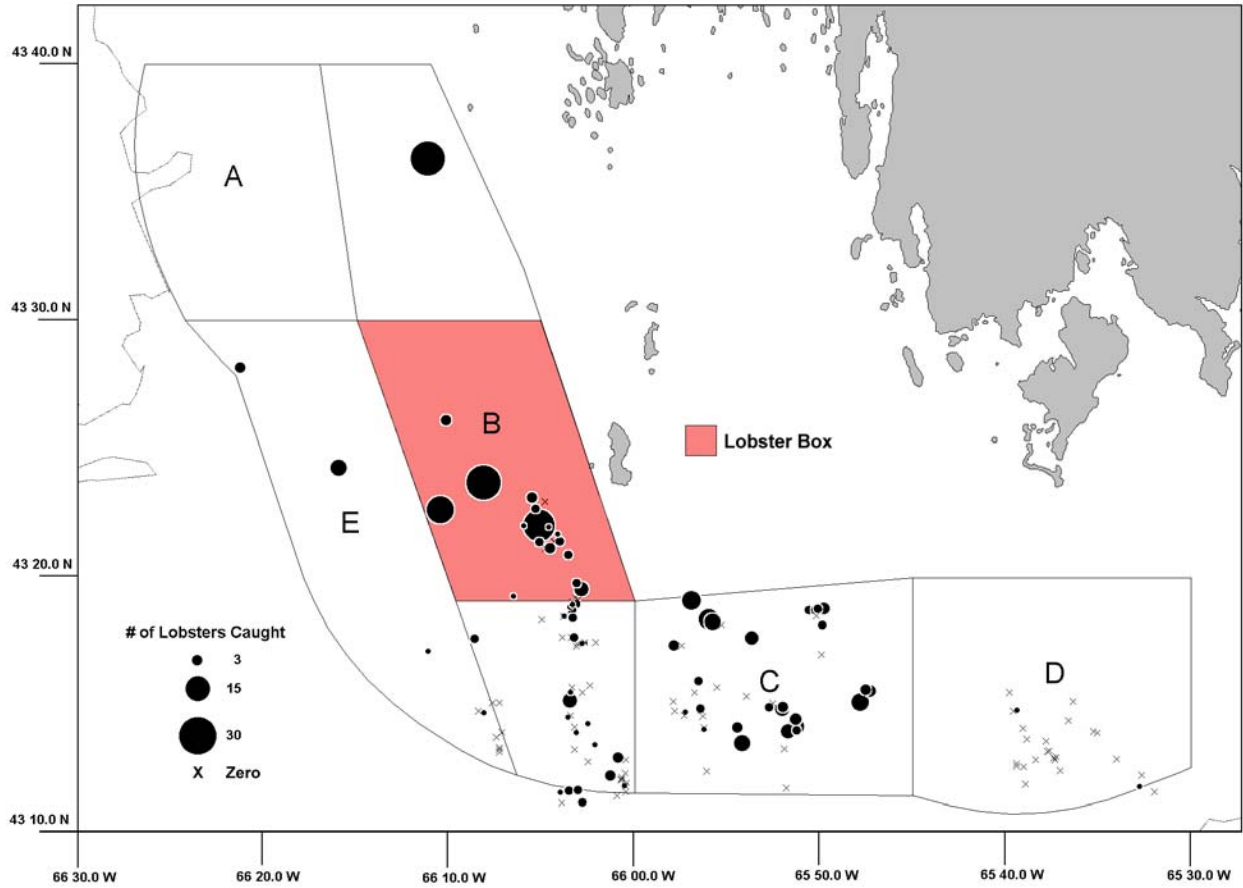 43 40.0 N
A
43 30.0 N
B
Lobster Box
E
43 20.0 N
# of Lobsters Caught
3
15
30
X Zero
C
D
43 10.0 N
66 30.0 W
66 20.0 W
66 10.0 W
66 00.0 W
65 50.0 W
65 40.0 W
65 30.0 W